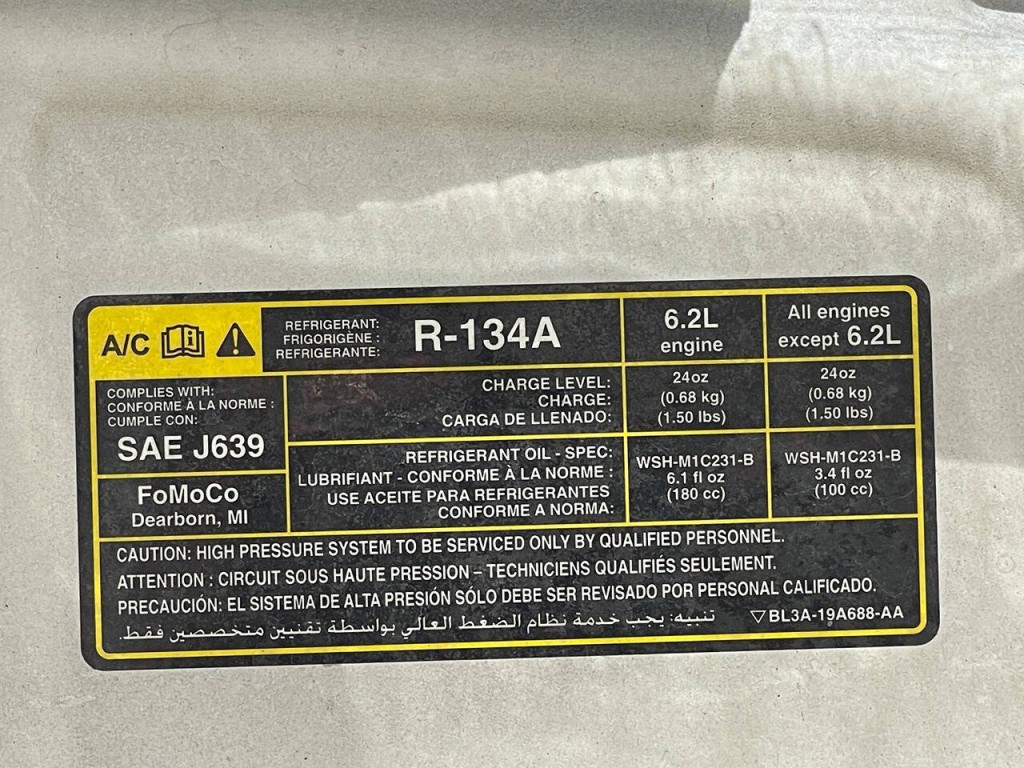 A/C
REFRIGERANT:
FRIGORIGÈNE :
REFRIGERANTE:
R-134A
6.2L
engine
All engines
except 6.2L
COMPLIES WITH:
CONFORME À LA NORME :
CUMPLE CON:
SAE J639
CHARGE LEVEL:
CHARGE:
CARGA DE LLENADO:
24oz
(0.68 kg)
(1.50 lbs)
24oz
(0.68 kg)
(1.50 lbs)
FoMoCo
Dearborn, MI
REFRIGERANT OIL - SPEC:
LUBRIFIANT - CONFORME À LA NORME :
USE ACEITE PARA REFRIGERANTES
CONFORME A NORMA:
WSH-M1C231-B
6.1 fl oz
(180 cc)
WSH-M1C231-B
3.4 fl oz
(100 cc)
CAUTION: HIGH PRESSURE SYSTEM TO BE SERVICED ONLY BY QUALIFIED PERSONNEL.
ATTENTION : CIRCUIT SOUS HAUTE PRESSION – TECHNICIENS QUALIFIÉS SEULEMENT.
PRECAUCIÓN: EL SISTEMA DE ALTA PRESIÓN SÓLO DEBE SER REVISADO POR PERSONAL CALIFICADO.
تنبيه: يجب خدمة نظام الضغط العالي بواسطة تقنيين متخصصين فقط.
▽BL3A-19A688-AA